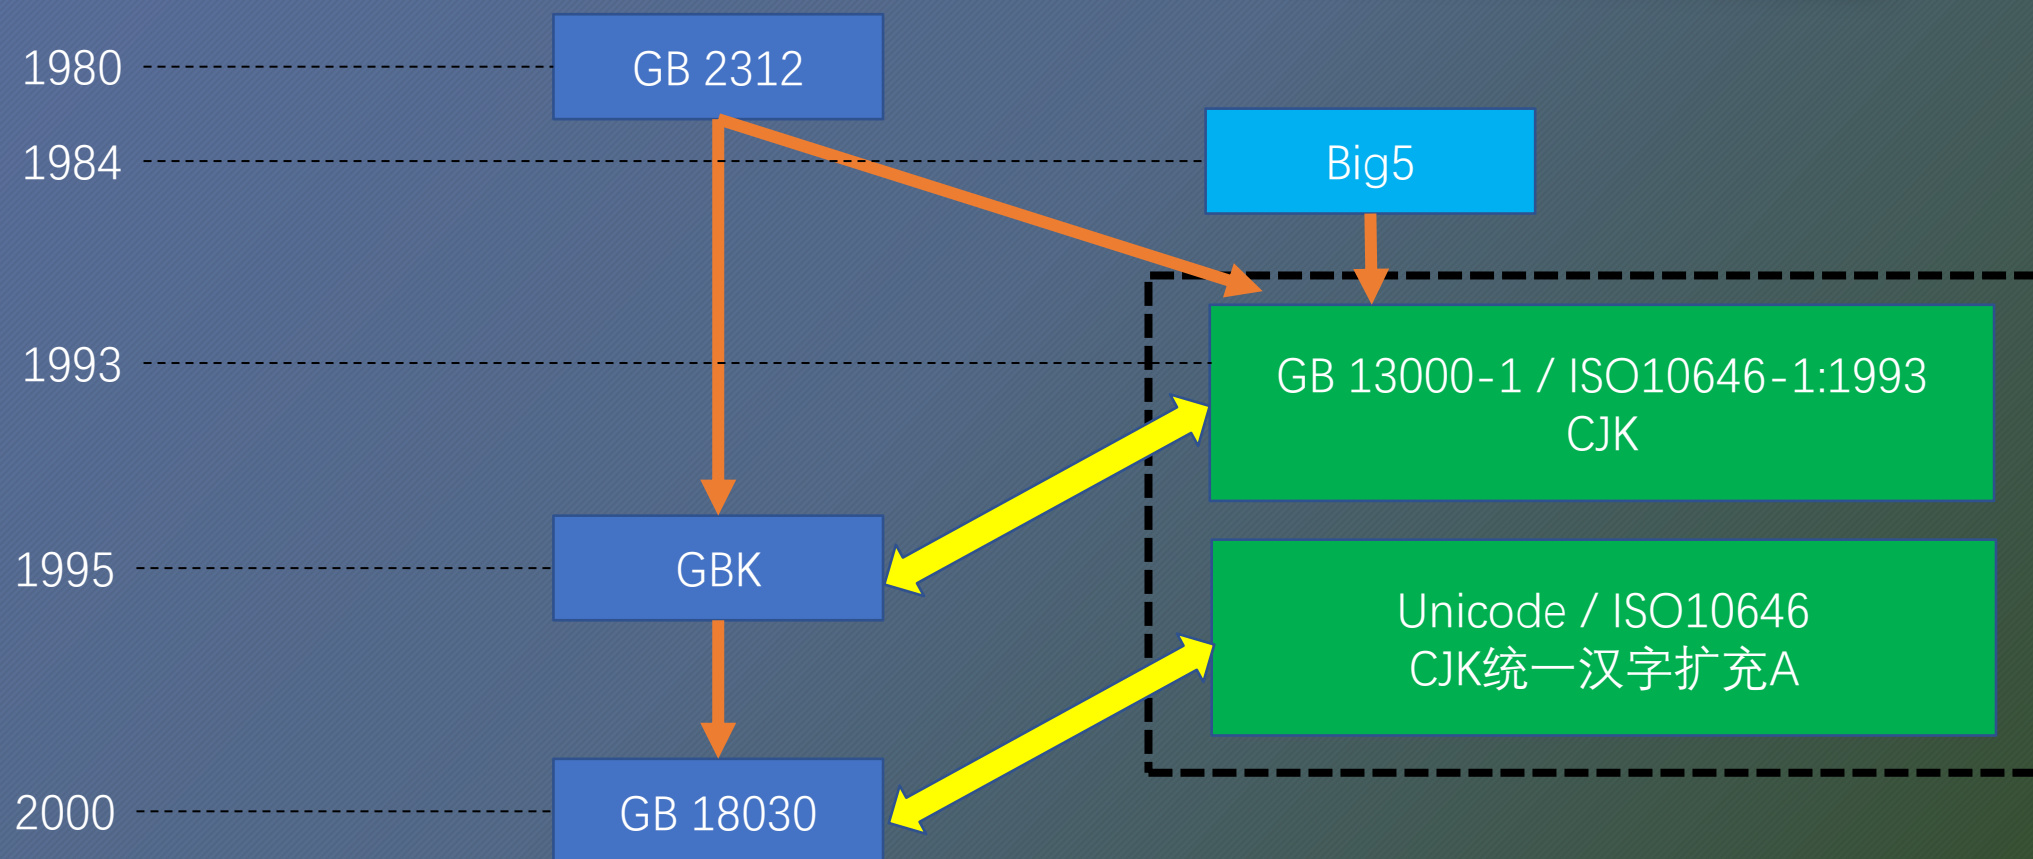 1980
GB 2312
1984
Big5
1993
GB 13000-1 / ISO10646-1:1993
CJK
1995
GBK
Unicode / ISO10646
CJK统一汉字扩充A
2000
GB 18030